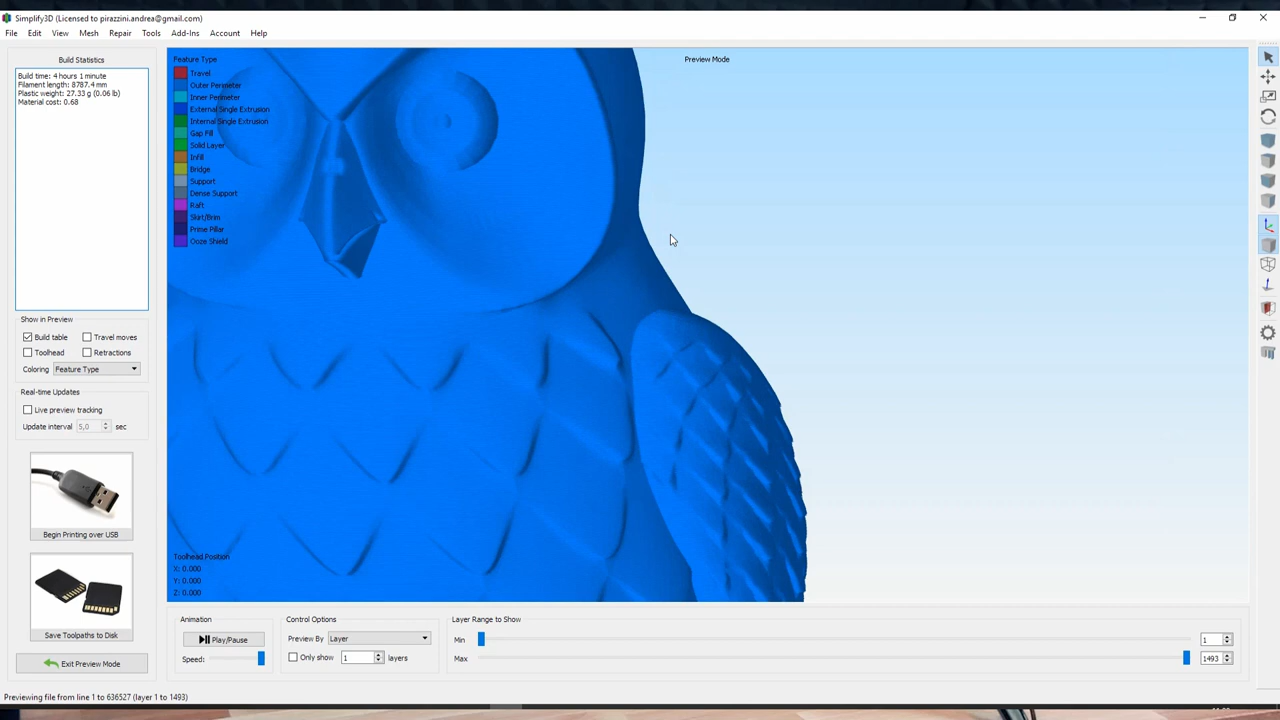 Simplify3D (Licensed to pirazzini.andrea@gmail.com)
File Edit View Mesh Repair Tools Add-Ins Account Help
Build Statistics
Build time: 4 hours 1 minute
Filament length: 8787.4 mm
Plastic weight: 27.33 g (0.06 lb)
Material cost: 0.68
Show in Preview
Build table
Travel moves
Toolhead
Retractions
Coloring Feature Type
Real-time Updates
Live preview tracking
Update interval 5,0 sec
Begin Printing over USB
Save Toolpaths to Disk
Exit Preview Mode
Feature Type
Travel
Outer Perimeter
Inner Perimeter
External Single Extrusion
Internal Single Extrusion
Gap Fill
Solid Layer
Infill
Bridge
Support
Dense Support
Raft
Skirt/Brim
Prime Pillar
Ooze Shield
Preview Mode
Toolhead Position
X: 0.000
Y: 0.000
Z: 0.000
Animation
Play/Pause
Speed:
Control Options
Preview By Layer
Only show 1 layers
Layer Range to Show
Min 1
Max 1493
Previewing file from line 1 to 636527 (layer 1 to 1493)